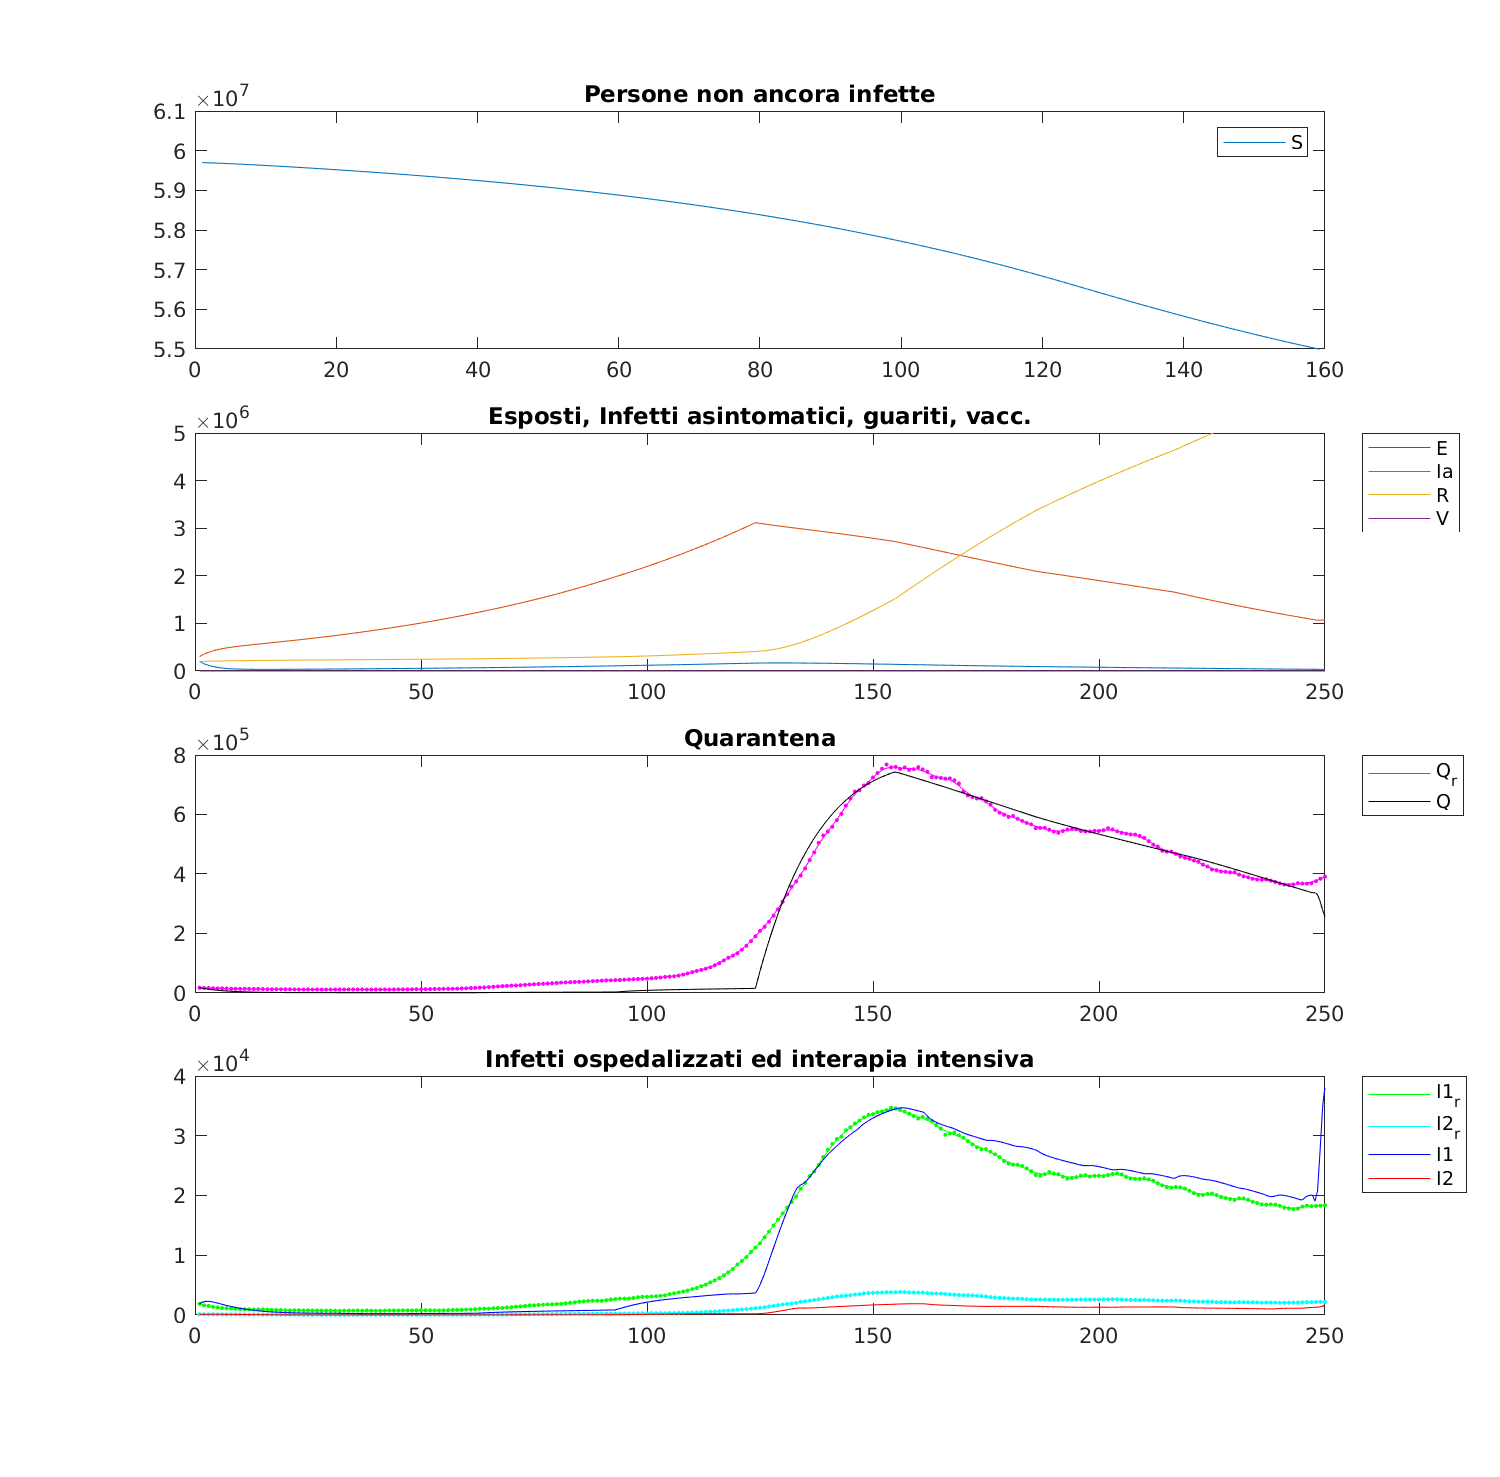 Persone non ancora infette
×10^7
6.1
6
5.9
5.8
5.7
5.6
5.5
0 20 40 60 80 100 120 140 160
S
Esposti, Infetti asintomatici, guariti, vacc.
×10^6
5
4
3
2
1
0
0 50 100 150 200 250
E
Ia
R
V
Quarantena
×10^5
8
6
4
2
0
0 50 100 150 200 250
Q_r
Q
Infetti ospedalizzati ed interapia intensiva
×10^4
4
3
2
1
0
0 50 100 150 200 250
I1_r
I2_r
I1
I2